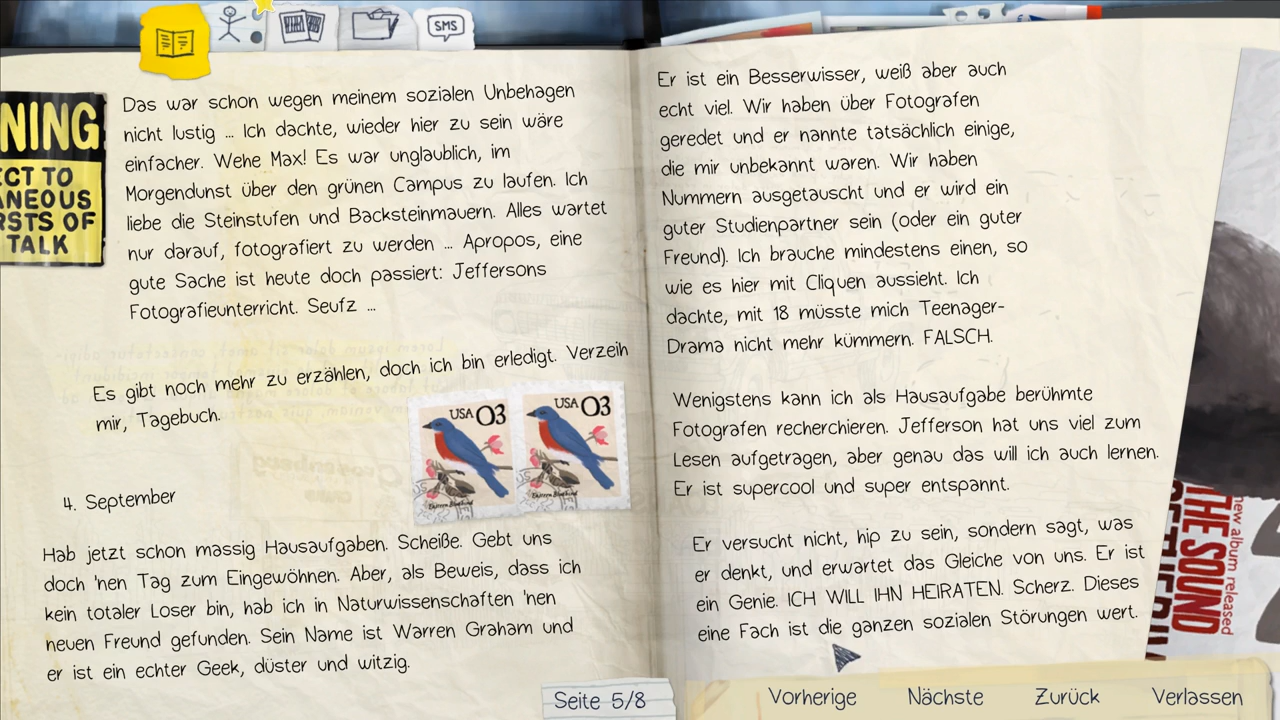 SMS
NING
ECT TO
ANEOUS
RSTS OF
TALK
Das war schon wegen meinem sozialen Unbehagen
nicht lustig ... Ich dachte, wieder hier zu sein wäre
einfacher. Wehe Max! Es war unglaublich, im
Morgendunst über den grünen Campus zu laufen. Ich
liebe die Steinstufen und Backsteinmauern. Alles wartet
nur darauf, fotografiert zu werden ... Apropos, eine
gute Sache ist heute doch passiert: Jeffersons
Fotografieunterricht. Seufz ...
Es gibt noch mehr zu erzählen, doch ich bin erledigt. Verzeih
mir, Tagebuch.
USA 03
USA 03
Eastern Bluebird
Eastern Bluebird
4. September
Hab jetzt schon massig Hausaufgaben. Scheiße. Gebt uns
doch 'nen Tag zum Eingewöhnen. Aber, als Beweis, dass ich
kein totaler Loser bin, hab ich in Naturwissenschaften 'nen
neuen Freund gefunden. Sein Name ist Warren Graham und
er ist ein echter Geek, düster und witzig.
Er ist ein Besserwisser, weiß aber auch
echt viel. Wir haben über Fotografen
geredet und er nannte tatsächlich einige,
die mir unbekannt waren. Wir haben
Nummern ausgetauscht und er wird ein
guter Studienpartner sein (oder ein guter
Freund). Ich brauche mindestens einen, so
wie es hier mit Cliquen aussieht. Ich
dachte, mit 18 müsste mich Teenager-
Drama nicht mehr kümmern. FALSCH.
Wenigstens kann ich als Hausaufgabe berühmte
Fotografen recherchieren. Jefferson hat uns viel zum
Lesen aufgetragen, aber genau das will ich auch lernen.
Er ist supercool und super entspannt.
Er versucht nicht, hip zu sein, sondern sagt, was
er denkt, und erwartet das Gleiche von uns. Er ist
ein Genie. ICH WILL IHN HEIRATEN. Scherz. Dieses
eine Fach ist die ganzen sozialen Störungen wert.
new album released
THE SOUND
Seite 5/8
Vorherige
Nächste
Zurück
Verlassen